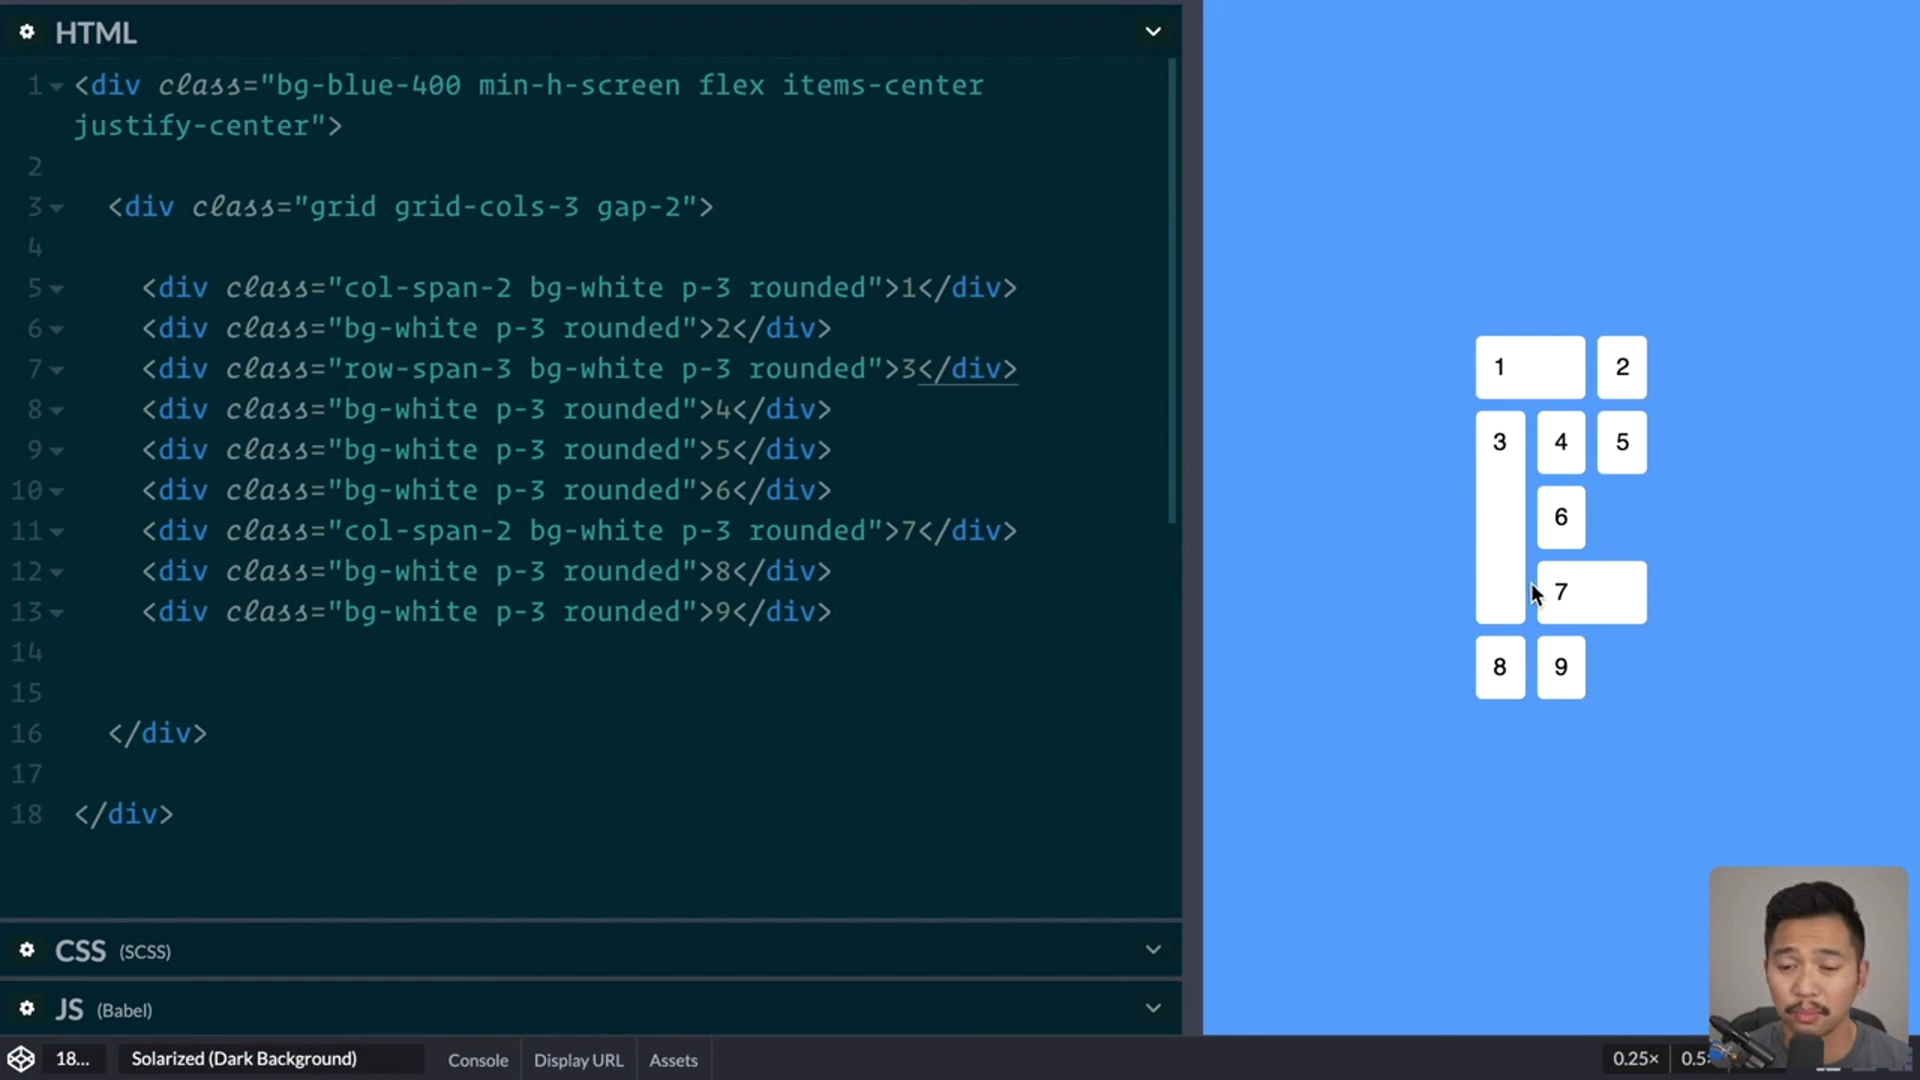 HTML
1 <div class="bg-blue-400 min-h-screen flex items-center
justify-center">
2
3 <div class="grid grid-cols-3 gap-2">
4
5 <div class="col-span-2 bg-white p-3 rounded">1</div>
6 <div class="bg-white p-3 rounded">2</div>
7 <div class="row-span-3 bg-white p-3 rounded">3</div>
8 <div class="bg-white p-3 rounded">4</div>
9 <div class="bg-white p-3 rounded">5</div>
10 <div class="bg-white p-3 rounded">6</div>
11 <div class="col-span-2 bg-white p-3 rounded">7</div>
12 <div class="bg-white p-3 rounded">8</div>
13 <div class="bg-white p-3 rounded">9</div>
14
15
16 </div>
17
18 </div>
1 2
3 4 5
6
7
8 9
CSS (SCSS)
JS (Babel)
18... Solarized (Dark Background) Console Display URL Assets 0.25×